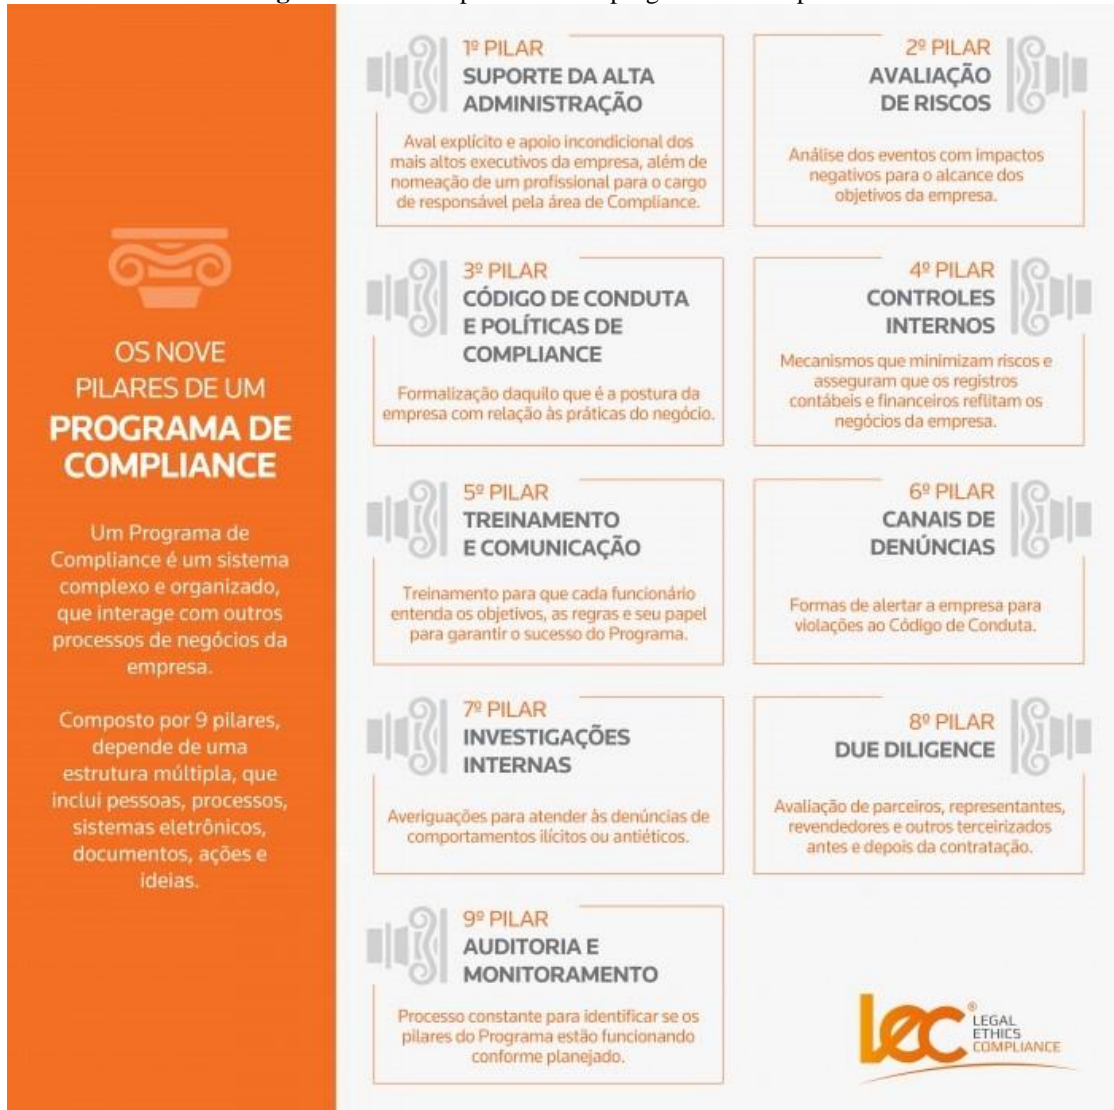 OS NOVE
PILARES DE UM
PROGRAMA DE
COMPLIANCE
Um Programa de
Compliance é um sistema
complexo e organizado,
que interage com outros
processos de negócios da
empresa.
Composto por 9 pilares,
depende de uma
estrutura múltipla, que
inclui pessoas, processos,
sistemas eletrônicos,
documentos, ações e
ideias.
1º PILAR
SUPORTE DA ALTA
ADMINISTRAÇÃO
Aval explícito e apoio incondicional dos
mais altos executivos da empresa, além de
nomeação de um profissional para o cargo
de responsável pela área de Compliance.
2º PILAR
AVALIAÇÃO
DE RISCOS
Análise dos eventos com impactos
negativos para o alcance dos
objetivos da empresa.
3º PILAR
CÓDIGO DE CONDUTA
E POLÍTICAS DE
COMPLIANCE
Formalização daquilo que é a postura da
empresa com relação às práticas do negócio.
4º PILAR
CONTROLES
INTERNOS
Mecanismos que minimizam riscos e
asseguram que os registros
contábeis e financeiros reflitam os
negócios da empresa.
5º PILAR
TREINAMENTO
E COMUNICAÇÃO
Treinamento para que cada funcionário
entenda os objetivos, as regras e seu papel
para garantir o sucesso do Programa.
6º PILAR
CANAIS DE
DENÚNCIAS
Formas de alertar a empresa para
violações ao Código de Conduta.
7º PILAR
INVESTIGAÇÕES
INTERNAS
Averiguações para atender às denúncias de
comportamentos ilícitos ou antiéticos.
8º PILAR
DUE DILIGENCE
Avaliação de parceiros, representantes,
revendedores e outros terceirizados
antes e depois da contratação.
9º PILAR
AUDITORIA E
MONITORAMENTO
Processo constante para identificar se os
pilares do Programa estão funcionando
conforme planejado.
lec®
LEGAL
ETHICS
COMPLIANCE